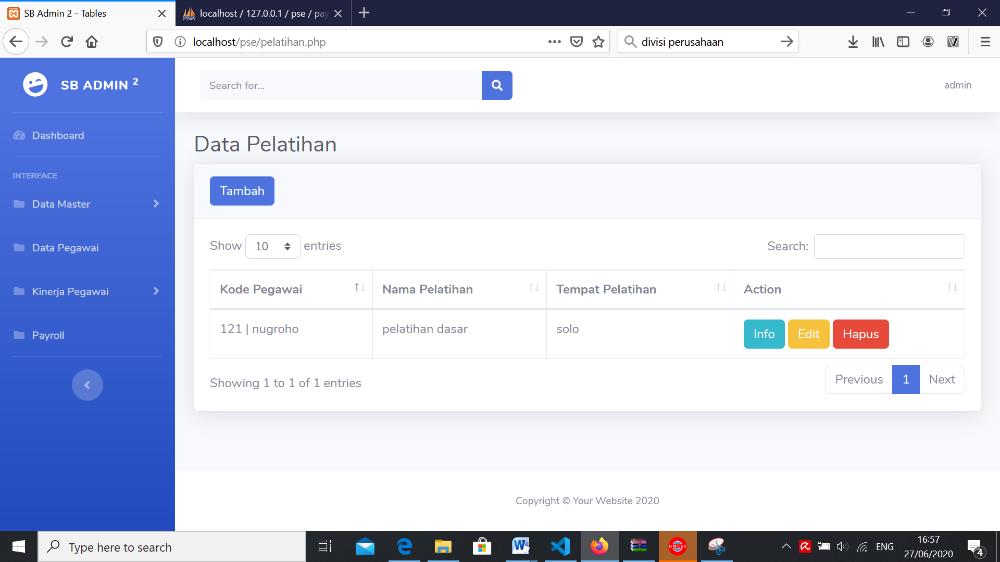 SB Admin 2 - Tables
localhost / 127.0.0.1 / pse / pay
localhost/pse/pelatihan.php
divisi perusahaan
SB ADMIN 2
Search for...
admin
Dashboard
INTERFACE
Data Master
Data Pegawai
Kinerja Pegawai
Payroll
Data Pelatihan
Tambah
Show 10 entries
Search:
Kode Pegawai Nama Pelatihan Tempat Pelatihan Action
121 | nugroho pelatihan dasar solo Info Edit Hapus
Showing 1 to 1 of 1 entries
Previous 1 Next
Copyright © Your Website 2020
Type here to search
UMLet
ENG
16:57
27/06/2020
4